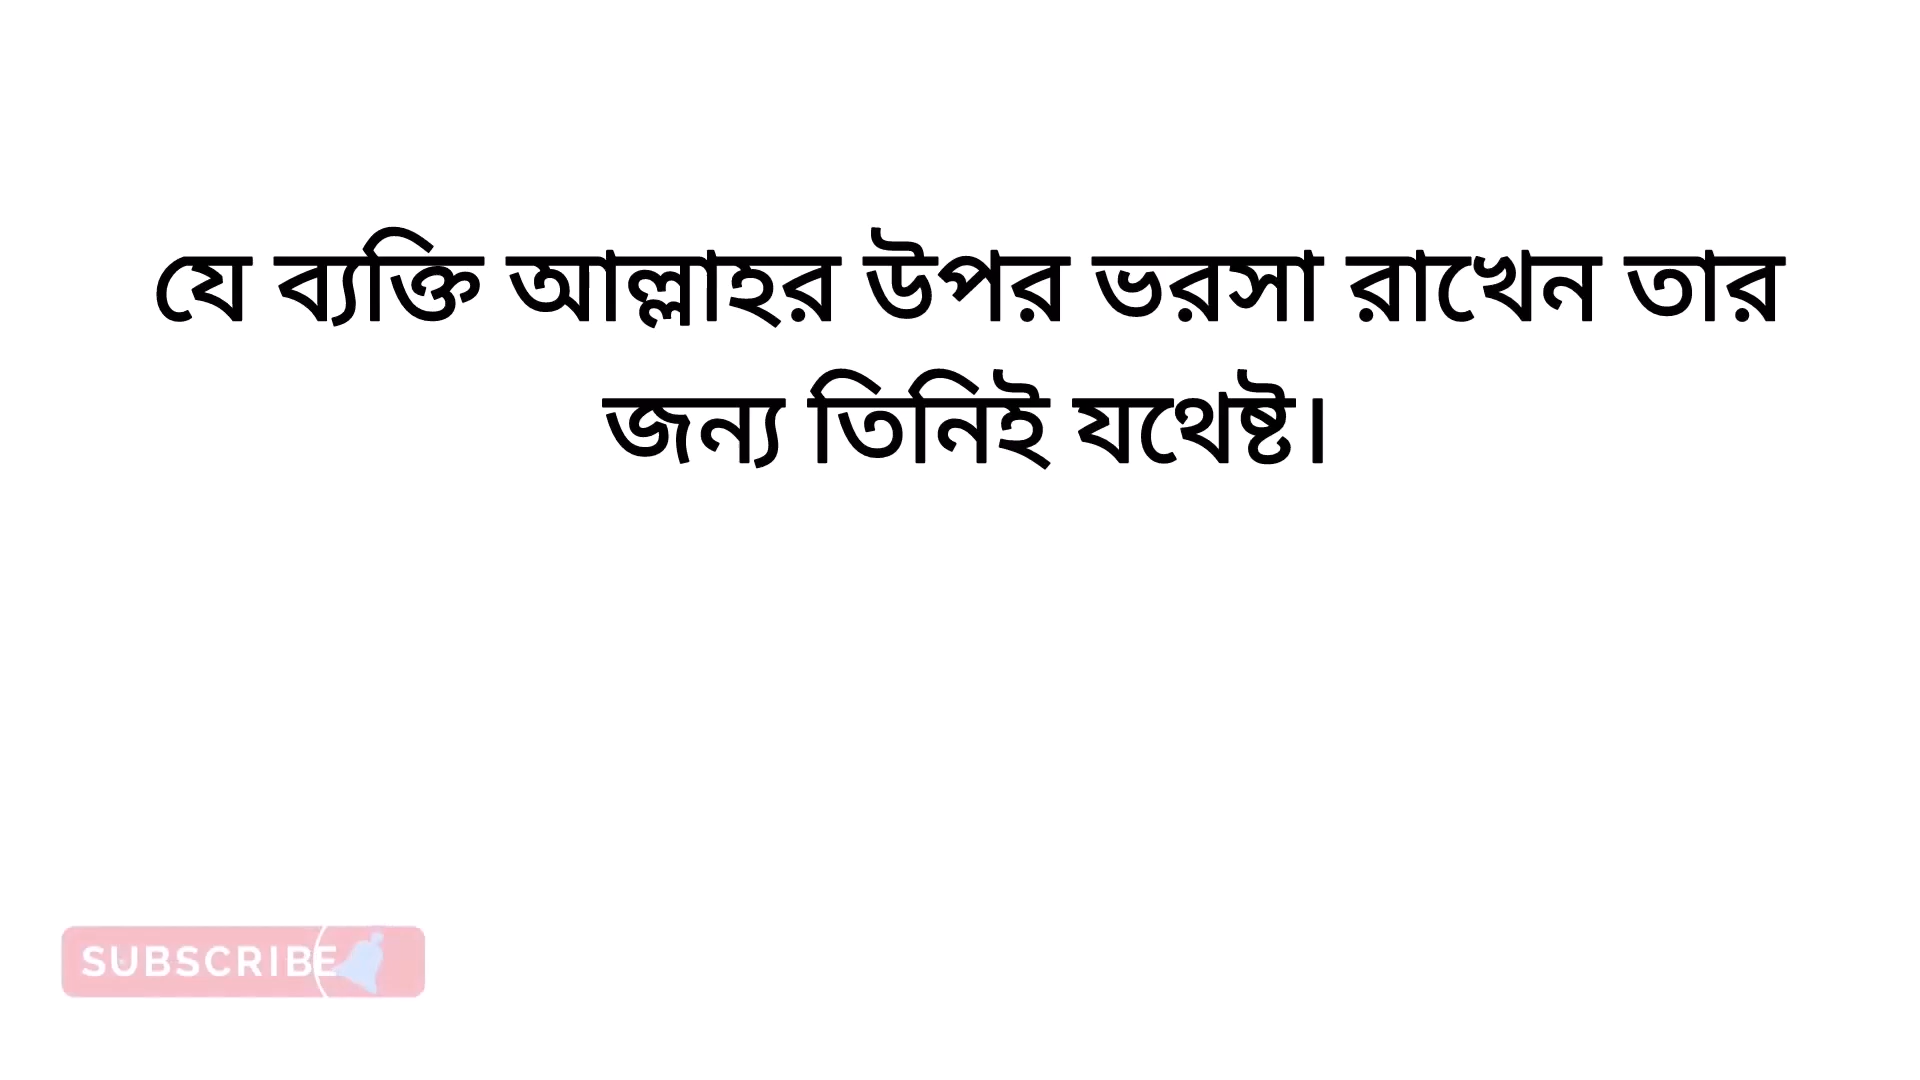 যে ব্যক্তি আল্লাহর উপর ভরসা রাখেন তার
জন্য তিনিই যথেষ্ট।
SUBSCRIBE